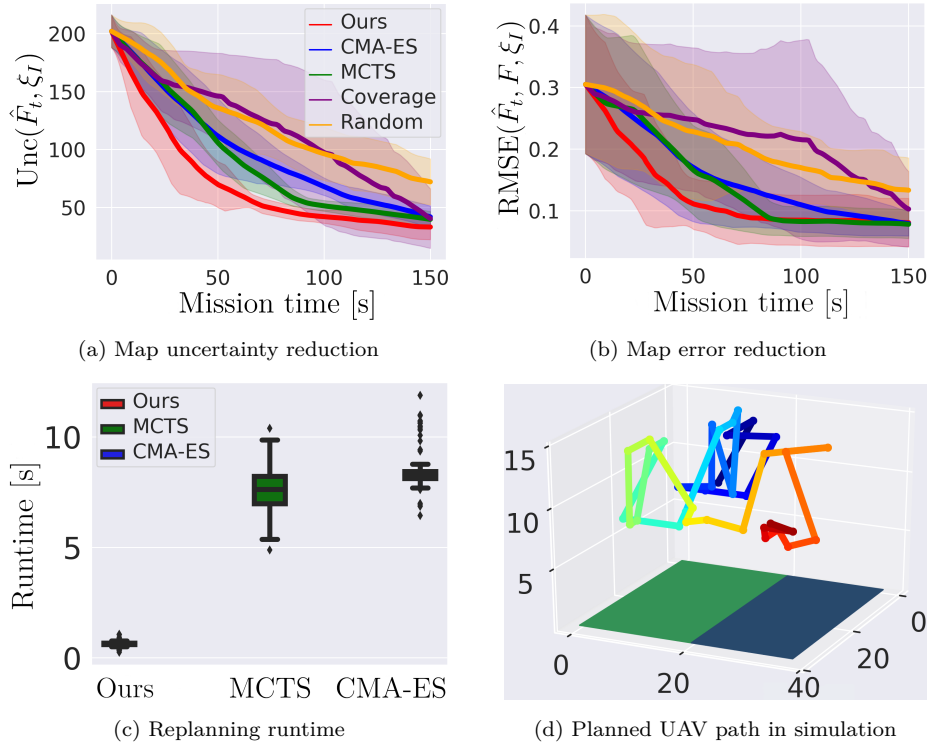 Unc(F̂ₜ, ξ_I)
200
150
100
50
0
50
100
150
Mission time [s]
Ours
CMA-ES
MCTS
Coverage
Random
(a) Map uncertainty reduction
RMSE(F̂ₜ, F, ξ_I)
0.4
0.3
0.2
0.1
0
50
100
150
Mission time [s]
(b) Map error reduction
Runtime [s]
10
5
0
Ours
MCTS
CMA-ES
Ours
MCTS
CMA-ES
(c) Replanning runtime
15
10
5
0
20
40
20
0
(d) Planned UAV path in simulation